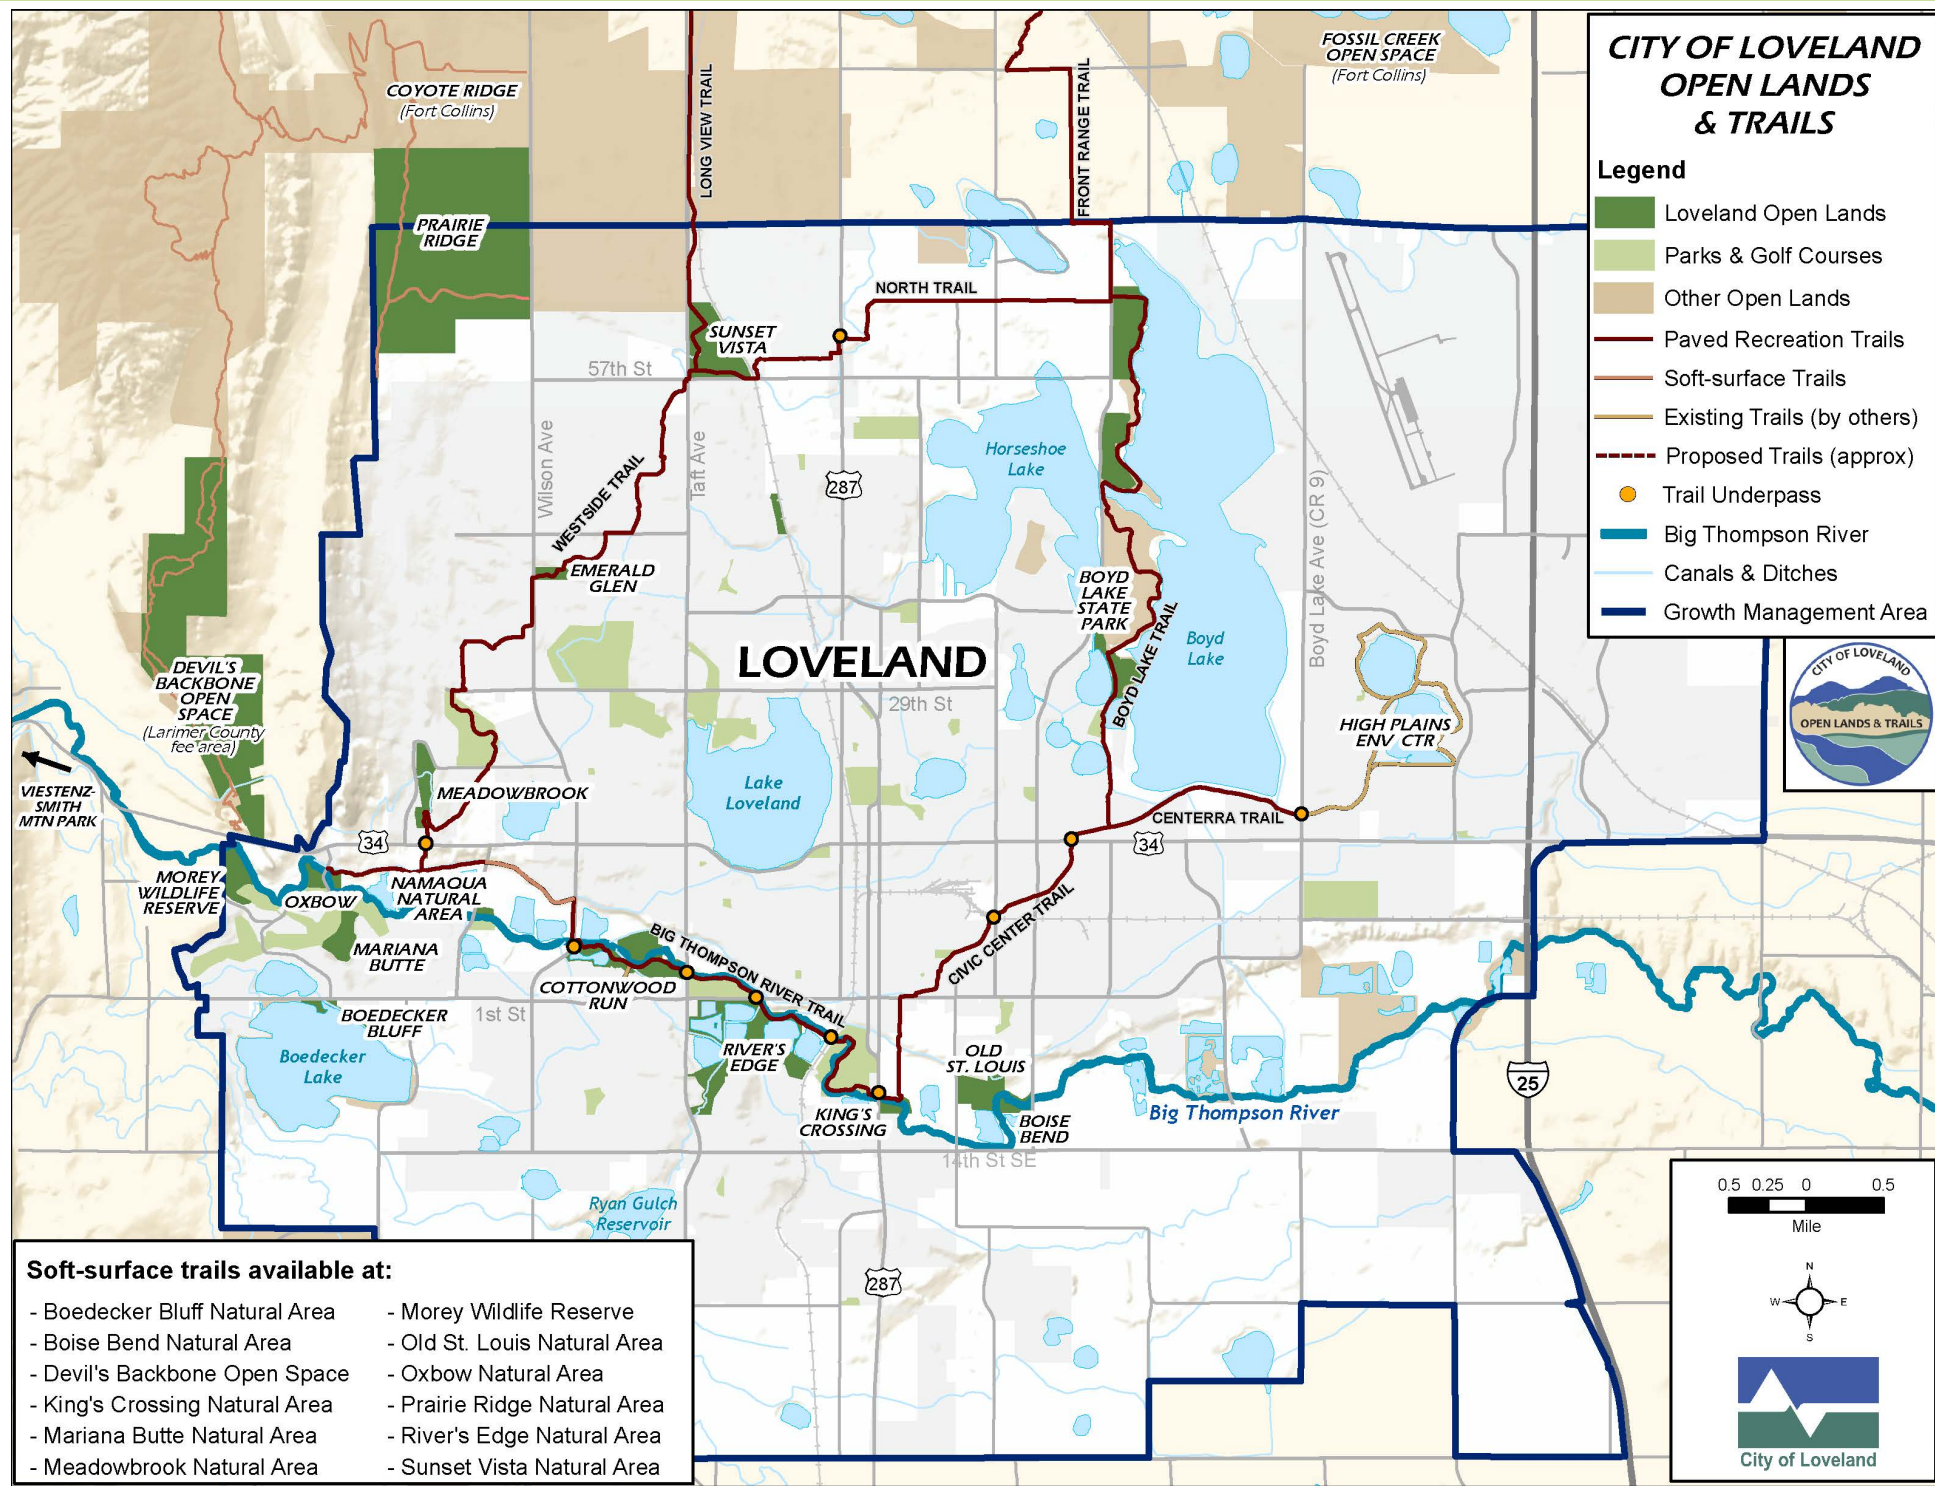 CITY OF LOVELAND
OPEN LANDS
& TRAILS
Legend
Loveland Open Lands
Parks & Golf Courses
Other Open Lands
Paved Recreation Trails
Soft-surface Trails
Existing Trails (by others)
Proposed Trails (approx)
Trail Underpass
Big Thompson River
Canals & Ditches
Growth Management Area
COYOTE RIDGE
(Fort Collins)
LONG VIEW TRAIL
FRONT RANGE TRAIL
FOSSIL CREEK
OPEN SPACE
(Fort Collins)
PRAIRIE
RIDGE
NORTH TRAIL
SUNSET
VISTA
57th St
Wilson Ave
Taft Ave
WESTSIDE TRAIL
287
Horseshoe
Lake
Boyd Lake Ave (CR 9)
EMERALD
GLEN
BOYD
LAKE
STATE
PARK
BOYD LAKE TRAIL
Boyd
Lake
LOVELAND
29th St
DEVIL'S
BACKBONE
OPEN
SPACE
(Larimer County
fee area)
HIGH PLAINS
ENV CTR
CITY OF LOVELAND
OPEN LANDS & TRAILS
VIESTENZ-
SMITH
MTN PARK
MEADOWBROOK
Lake
Loveland
CENTERRA TRAIL
34
34
MOREY
WILDLIFE
RESERVE
OXBOW
NAMAQUA
NATURAL
AREA
MARIANA
BUTTE
BIG THOMPSON RIVER TRAIL
CIVIC CENTER TRAIL
COTTONWOOD
RUN
BOEDECKER
BLUFF
1st St
Boedecker
Lake
RIVER'S
EDGE
OLD
ST. LOUIS
KING'S
CROSSING
BOISE
BEND
Big Thompson River
25
14th St SE
Ryan Gulch
Reservoir
287
0.5 0.25 0 0.5
Mile
N
W E
S
City of Loveland
Soft-surface trails available at:
- Boedecker Bluff Natural Area
- Boise Bend Natural Area
- Devil's Backbone Open Space
- King's Crossing Natural Area
- Mariana Butte Natural Area
- Meadowbrook Natural Area
- Morey Wildlife Reserve
- Old St. Louis Natural Area
- Oxbow Natural Area
- Prairie Ridge Natural Area
- River's Edge Natural Area
- Sunset Vista Natural Area